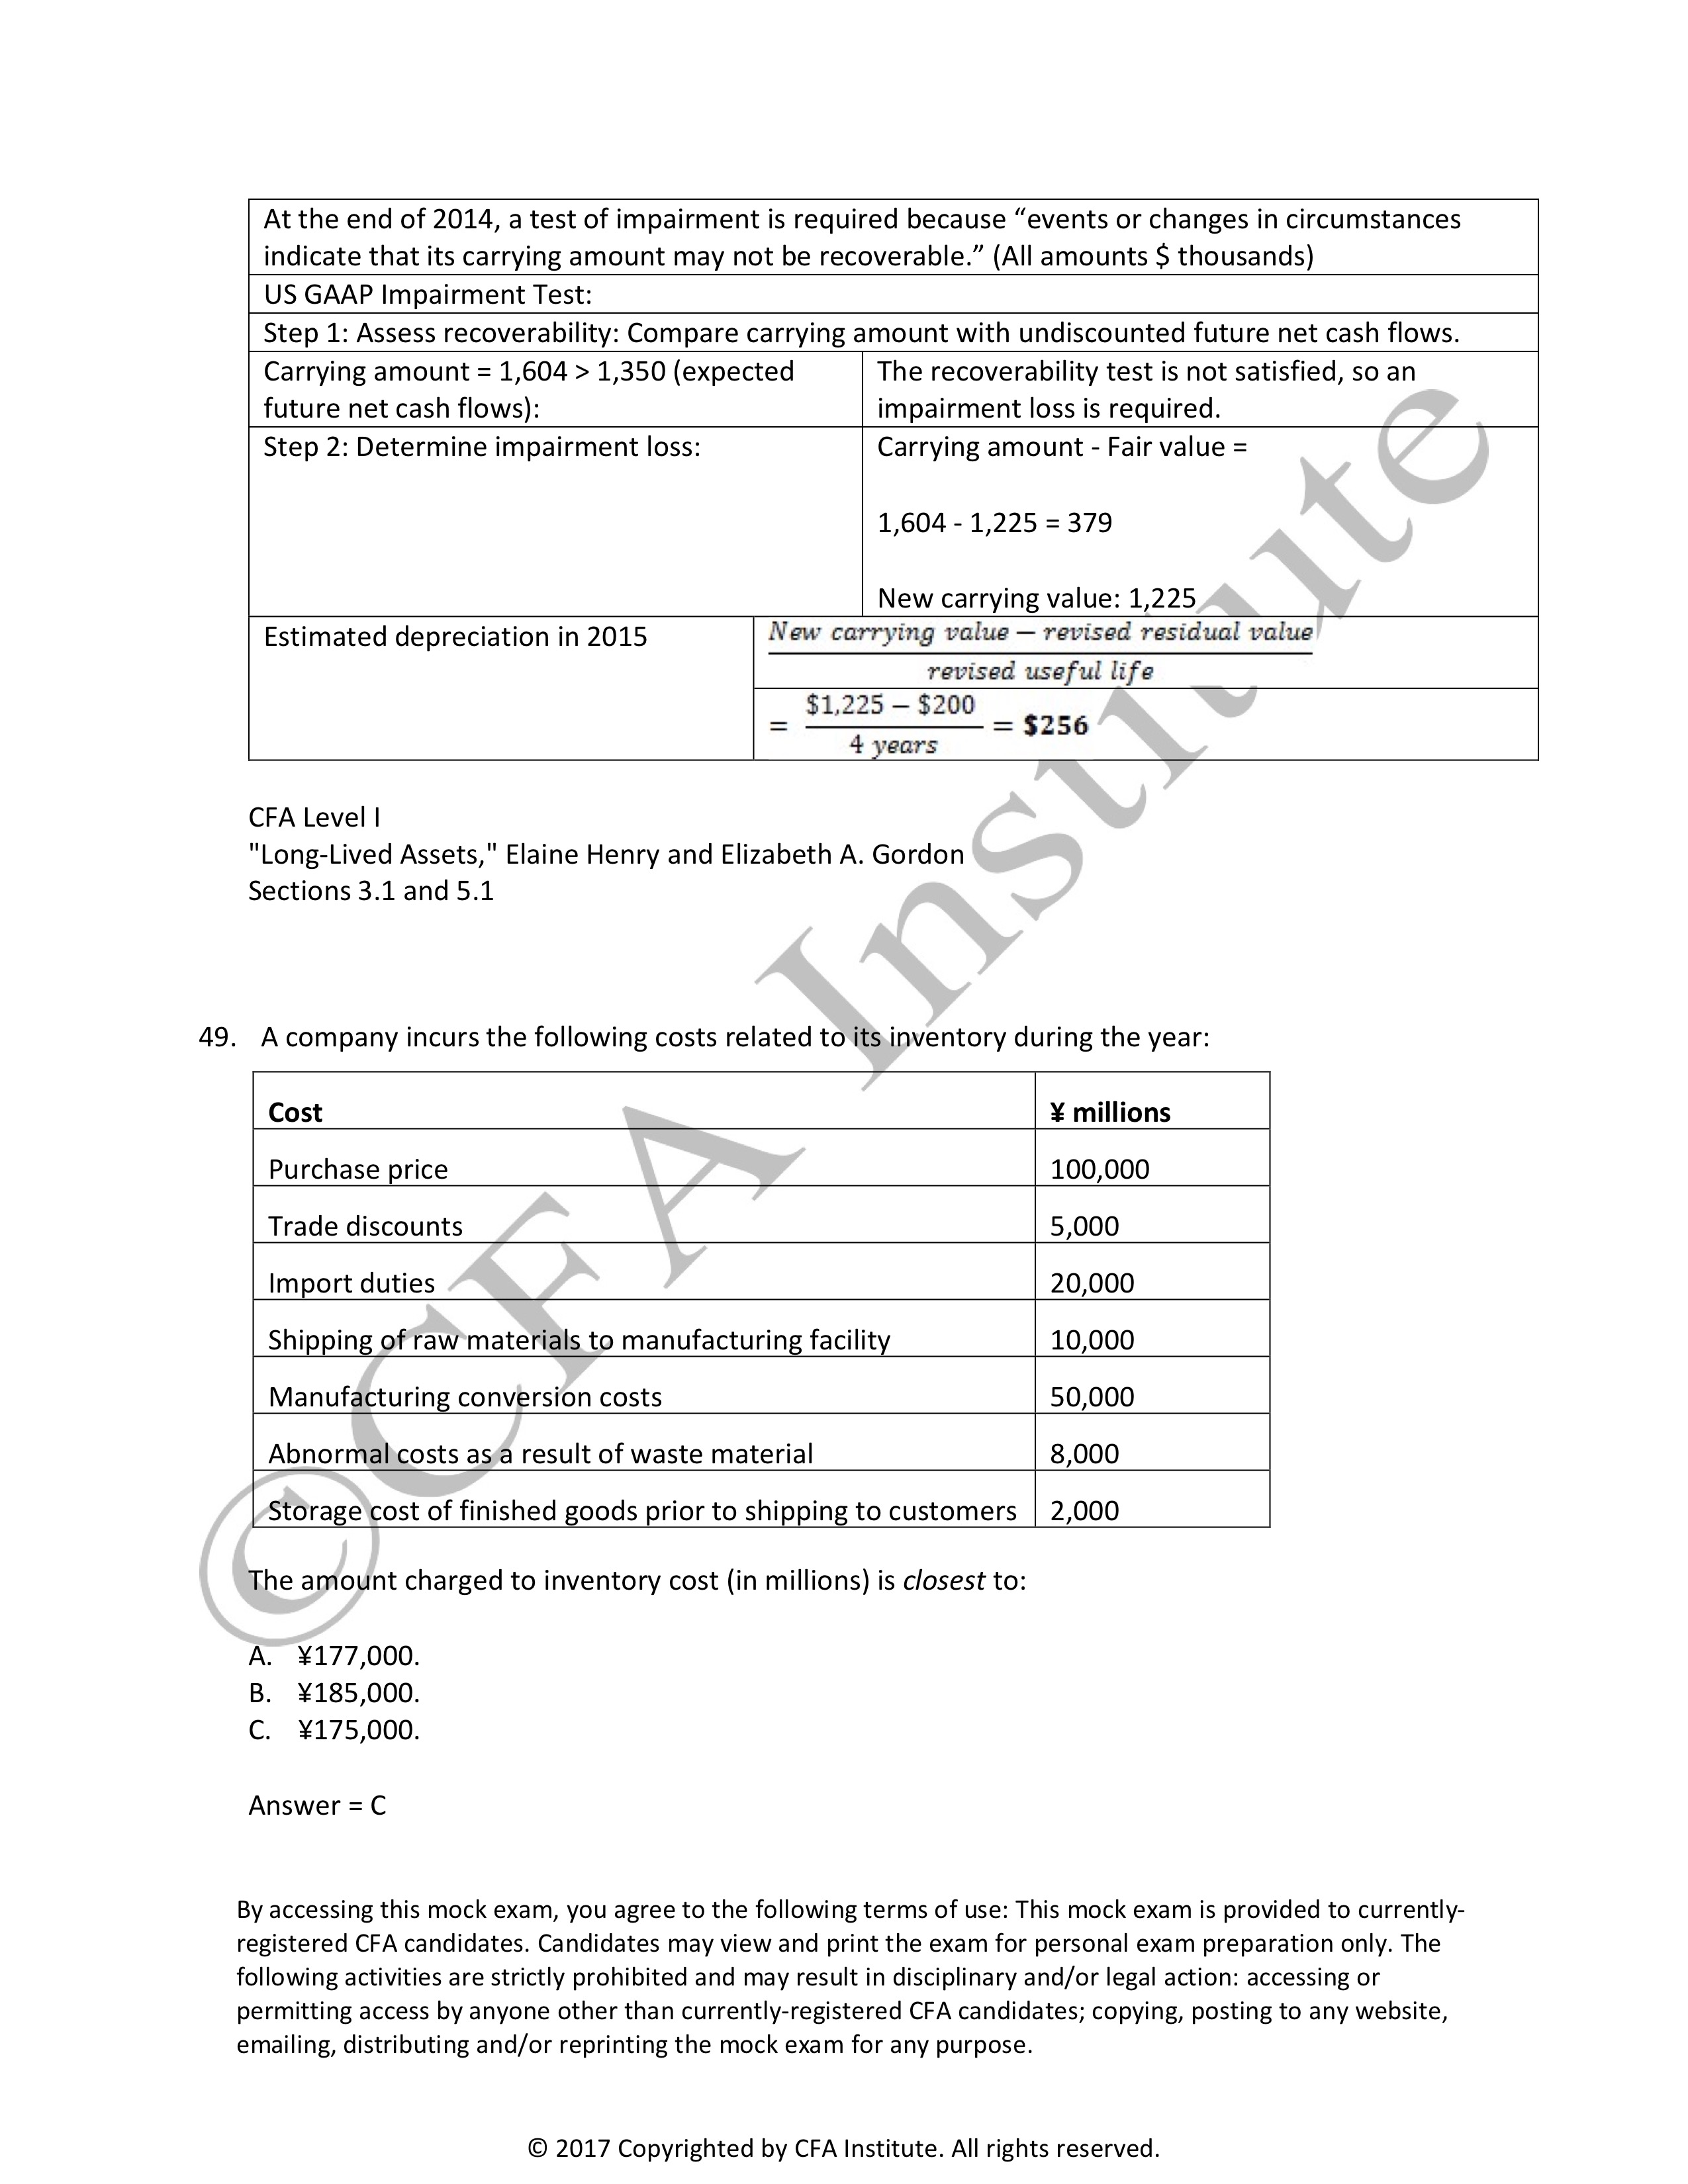 At the end of 2014, a test of impairment is required because “events or changes in circumstances
indicate that its carrying amount may not be recoverable.” (All amounts $ thousands)
US GAAP Impairment Test:
Step 1: Assess recoverability: Compare carrying amount with undiscounted future net cash flows.
Carrying amount = 1,604 > 1,350 (expected
future net cash flows):
The recoverability test is not satisfied, so an
impairment loss is required.
Step 2: Determine impairment loss:
Carrying amount - Fair value =
1,604 - 1,225 = 379
New carrying value: 1,225
Estimated depreciation in 2015
New carrying value – revised residual value
revised useful life
$1,225 – $200
= = $256
4 years
CFA Level I
"Long-Lived Assets," Elaine Henry and Elizabeth A. Gordon
Sections 3.1 and 5.1
49. A company incurs the following costs related to its inventory during the year:
Cost ¥ millions
Purchase price 100,000
Trade discounts 5,000
Import duties 20,000
Shipping of raw materials to manufacturing facility 10,000
Manufacturing conversion costs 50,000
Abnormal costs as a result of waste material 8,000
Storage cost of finished goods prior to shipping to customers 2,000
The amount charged to inventory cost (in millions) is closest to:
A. ¥177,000.
B. ¥185,000.
C. ¥175,000.
Answer = C
By accessing this mock exam, you agree to the following terms of use: This mock exam is provided to currently-
registered CFA candidates. Candidates may view and print the exam for personal exam preparation only. The
following activities are strictly prohibited and may result in disciplinary and/or legal action: accessing or
permitting access by anyone other than currently-registered CFA candidates; copying, posting to any website,
emailing, distributing and/or reprinting the mock exam for any purpose.
© 2017 Copyrighted by CFA Institute. All rights reserved.
© CFA Institute